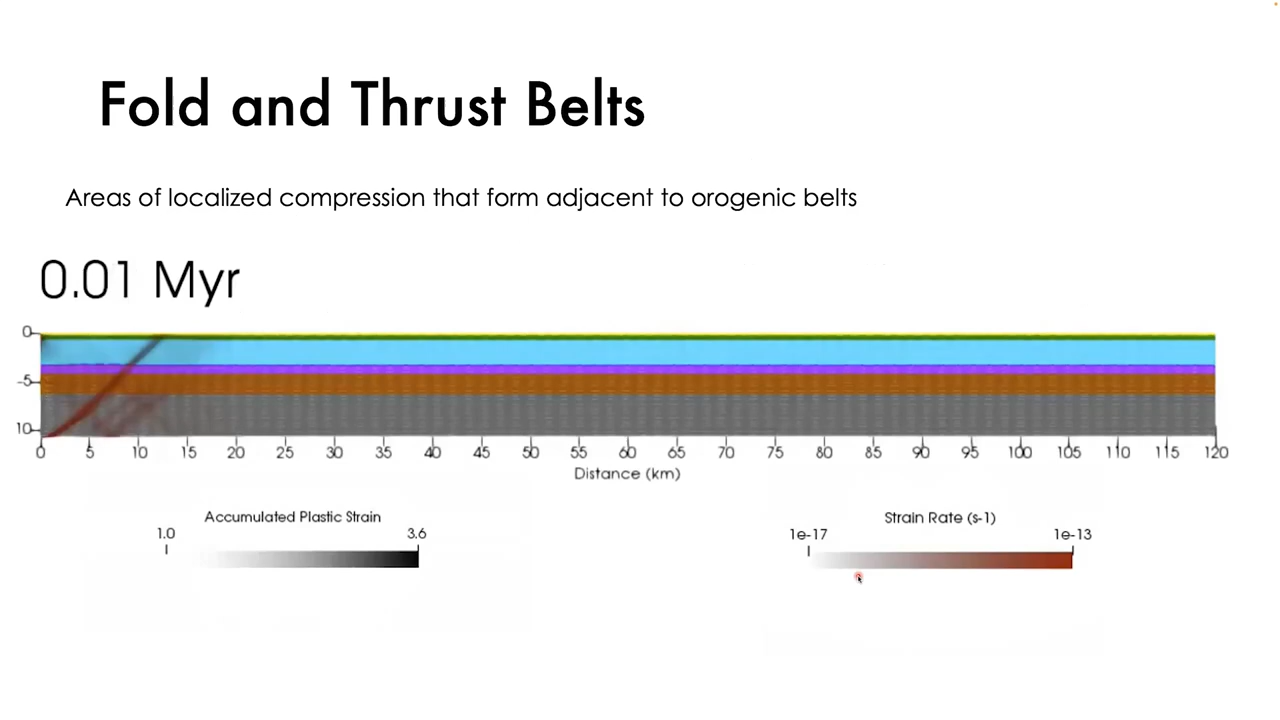 Fold and Thrust Belts
Areas of localized compression that form adjacent to orogenic belts
0.01 Myr
0
-5
10
0 5 10 15 20 25 30 35 40 45 50 55 60 65 70 75 80 85 90 95 100 105 110 115 120
Distance (km)
Accumulated Plastic Strain
1.0 3.6
Strain Rate (s-1)
1e-17 1e-13